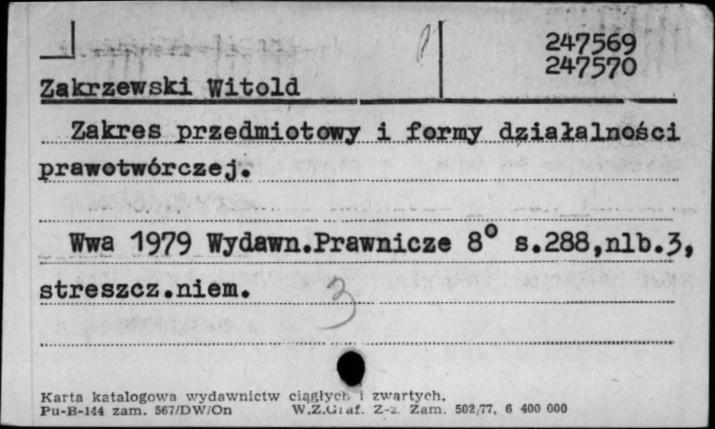 247569
247570
Zakrzewski Witold
Zakres przedmiotowy i formy działalności
prawotwórczej.
Wwa 1979 Wydawn.Prawnicze 8° s.288,nlb.3,
streszcz.niem.
3
Karta katalogowa wydawnictw ciągłych i zwartych.
Pu-B-144 zam. 567/DW/On W.Z.Graf. Z-z. Zam. 502/77. 6 400 000